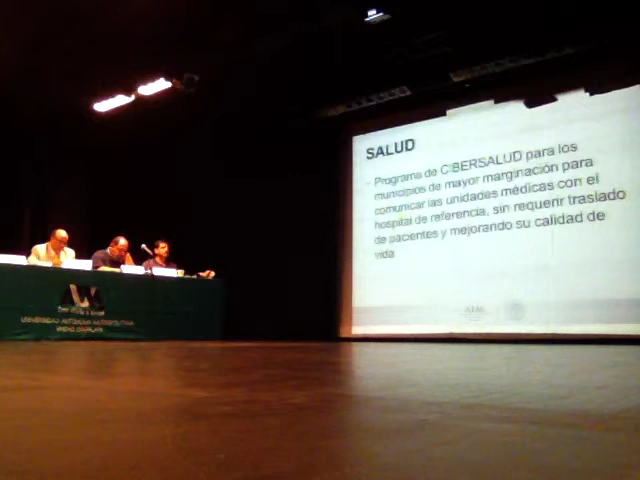 SALUD
- Programa de CIBERSALUD para los
municipios de mayor marginación para
comunicar las unidades médicas con el
hospital de referencia, sin requerir traslado
de pacientes y mejorando su calidad de
vida
UNIVERSIDAD AUTONOMA METROPOLITANA